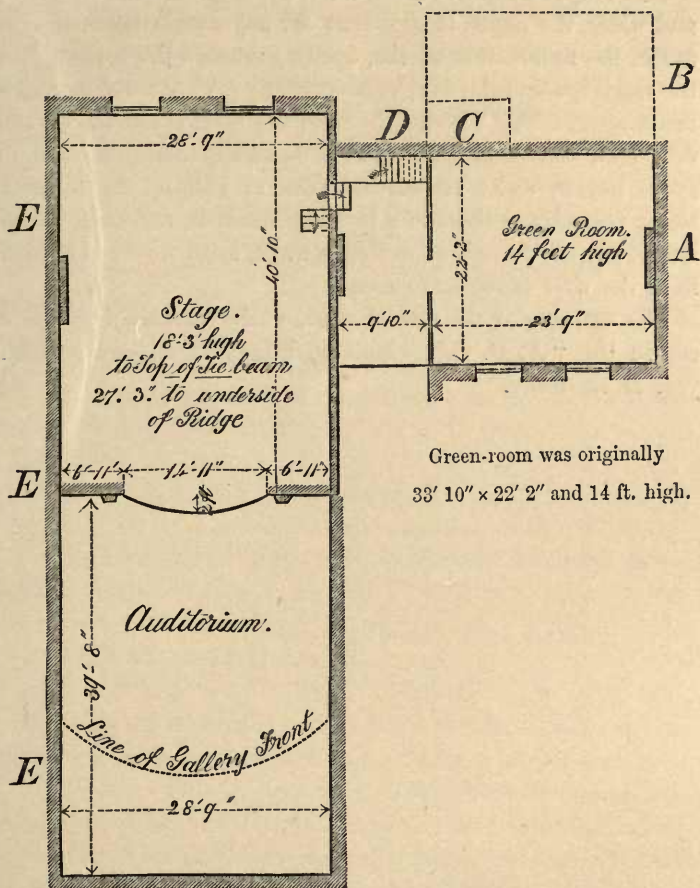 B
D C
28'·9"
E
40'-10"
Green Room.
14 feet high
22'·2"
A
Stage.
18'·3' high
to Top of Tie beam
27'. 3". to underside
of Ridge
9'10"
23'·9"
6'-11" 14'-11" 6'-11"
E
Green-room was originally
33' 10" × 22' 2" and 14 ft. high.
Auditorium.
39'-8"
Line of Gallery Front
E
28'-9"